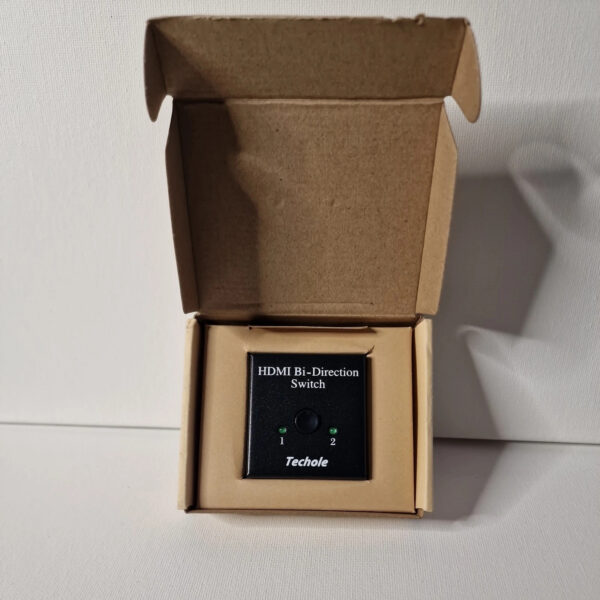 HDMI Bi-Direction
Switch
1 2
Techole